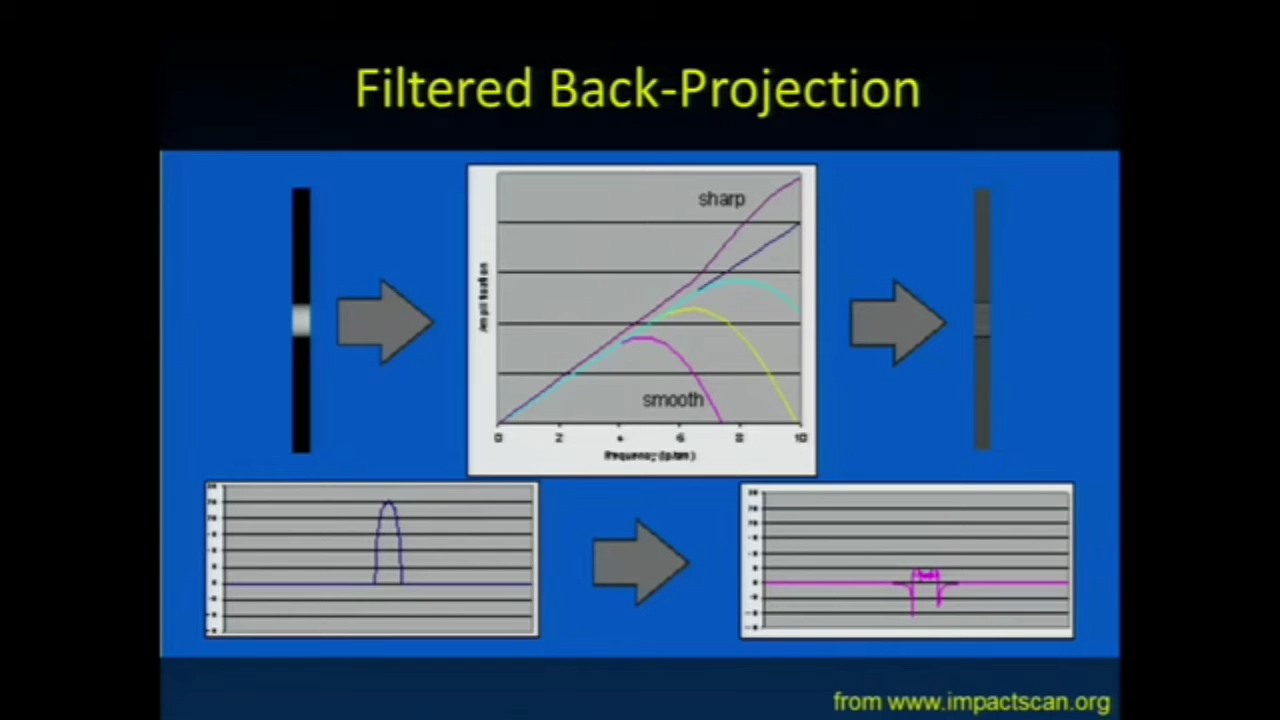 Filtered Back-Projection
sharp
smooth
0 2 4 6 8 10
from www.impactscan.org